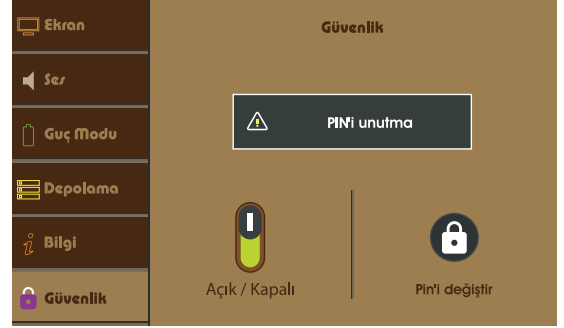 Ekran
Ses
Guç Modu
Depolama
Bilgi
Güvenlik
Güvenlik
PIN'i unutma
Açık / Kapalı
Pin'i değiştir